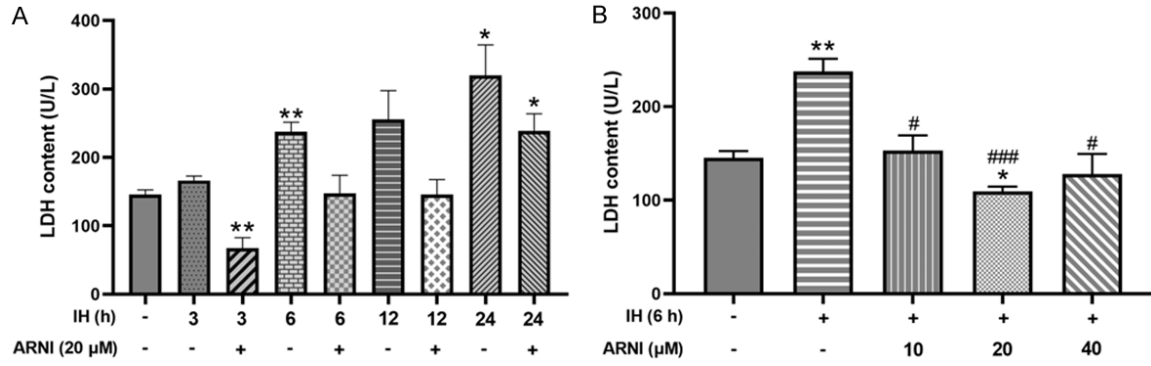 A
LDH content (U/L)
400
300
200
100
0
**
**
*
*
IH (h) - 3 3 6 6 12 12 24 24
ARNI (20 μM) - - + - + - + - +
B
LDH content (U/L)
300
200
100
0
**
#
###
*
#
IH (6 h) - + + + +
ARNI (μM) - - 10 20 40